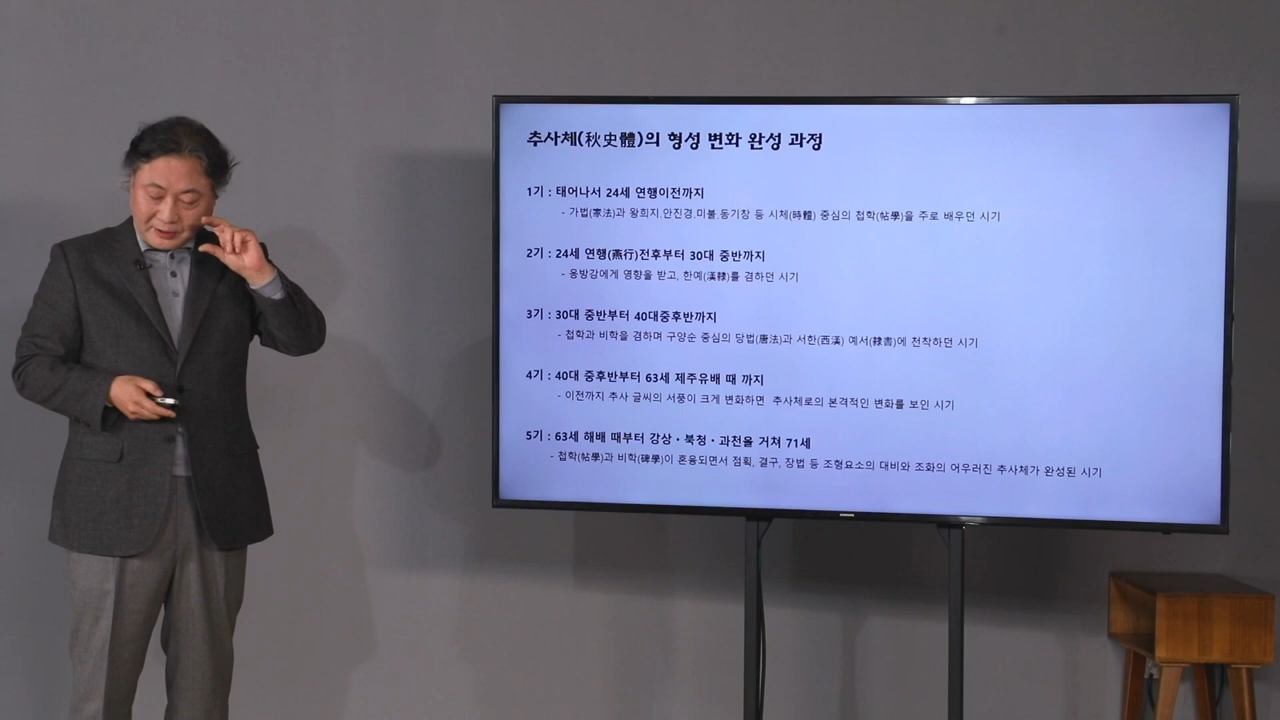 추사체(秋史體)의 형성 변화 완성 과정
1기 : 태어나서 24세 연행이전까지
- 가법(家法)과 왕희지.안진경.미불.동기창 등 시체(時體) 중심의 첩학(帖學)을 주로 배우던 시기
2기 : 24세 연행(燕行)전후부터 30대 중반까지
- 옹방강에게 영향을 받고, 한예(漢隸)를 겸하던 시기
3기 : 30대 중반부터 40대중후반까지
- 첩학과 비학을 겸하며 구양순 중심의 당법(唐法)과 서한(西漢) 예서(隸書)에 천착하던 시기
4기 : 40대 중후반부터 63세 제주유배 때 까지
- 이전까지 추사 글씨의 서풍이 크게 변화하면 추사체로의 본격적인 변화를 보인 시기
5기 : 63세 해배 때부터 강상・북청・과천을 거쳐 71세
- 첩학(帖學)과 비학(碑學)이 혼융되면서 점획, 결구, 장법 등 조형요소의 대비와 조화의 어우러진 추사체가 완성된 시기
SAMSUNG